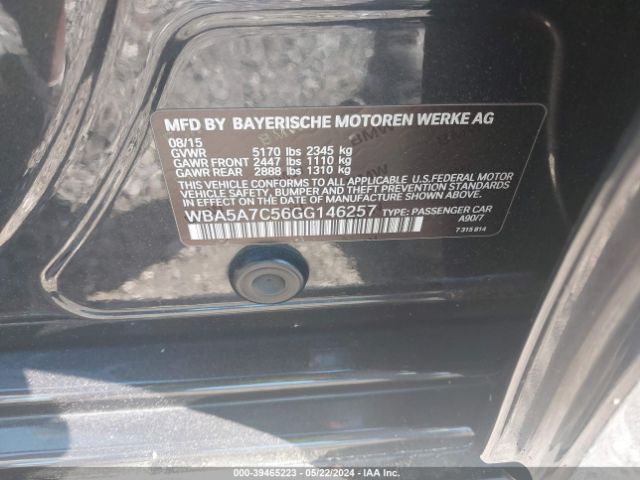 MFD BY BAYERISCHE MOTOREN WERKE AG
08/15
GVWR 5170 lbs 2345 kg
GAWR FRONT 2447 lbs 1110 kg
GAWR REAR 2888 lbs 1310 kg
THIS VEHICLE CONFORMS TO ALL APPLICABLE U.S.FEDERAL MOTOR
VEHICLE SAFETY, BUMPER AND THEFT PREVENTION STANDARDS IN
EFFECT ON THE DATE OF MANUFACTURE SHOWN ABOVE.
WBA5A7C56GG146257 TYPE: PASSENGER CAR
A90/7
7 315 814
000-39465223 - 05/22/2024 - IAA Inc.